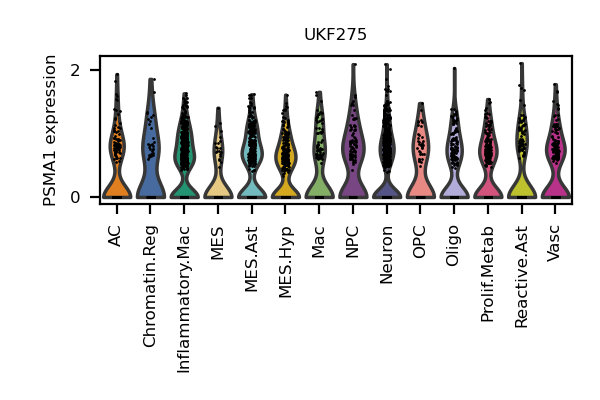 UKF275
PSMA1 expression
2
0
AC
Chromatin.Reg
Inflammatory.Mac
MES
MES.Ast
MES.Hyp
Mac
NPC
Neuron
OPC
Oligo
Prolif.Metab
Reactive.Ast
Vasc